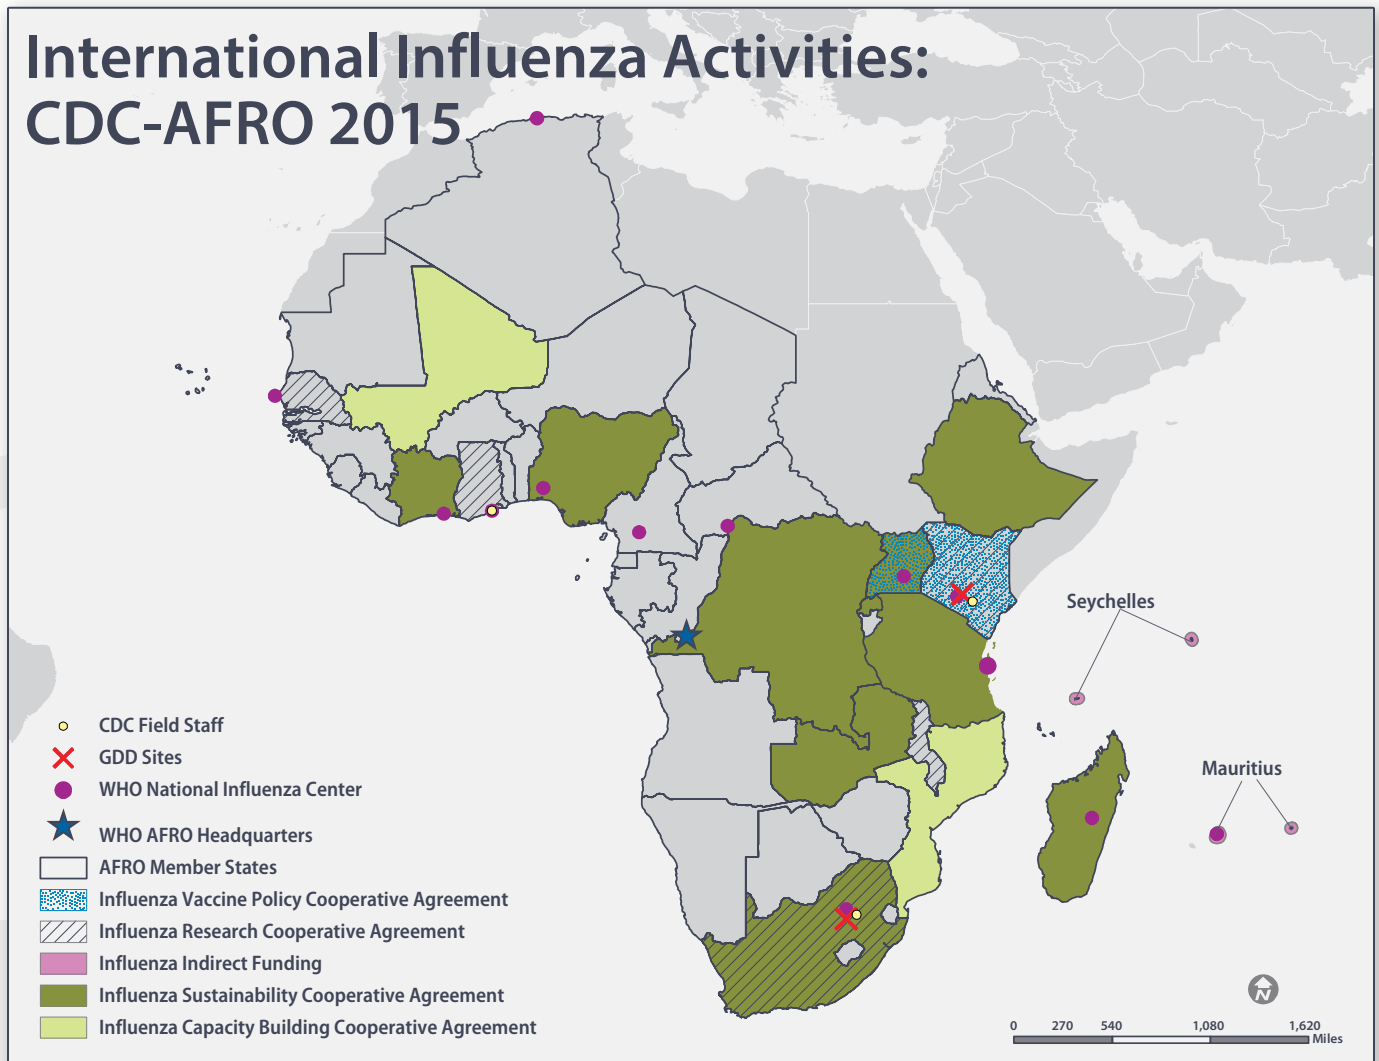 International Influenza Activities:
CDC-AFRO 2015
Seychelles
Mauritius
CDC Field Staff
GDD Sites
WHO National Influenza Center
WHO AFRO Headquarters
AFRO Member States
Influenza Vaccine Policy Cooperative Agreement
Influenza Research Cooperative Agreement
Influenza Indirect Funding
Influenza Sustainability Cooperative Agreement
Influenza Capacity Building Cooperative Agreement
N
0 270 540 1,080 1,620
Miles